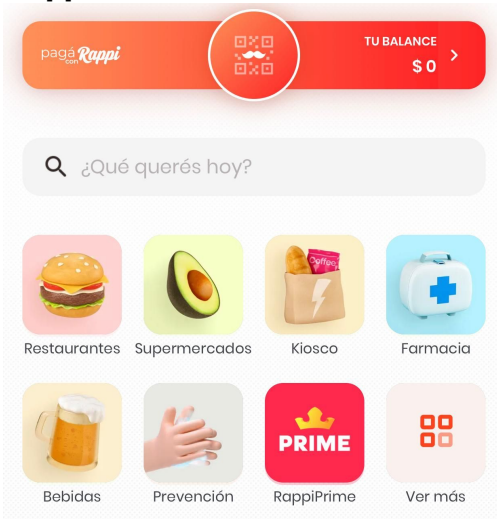 pagá con Rappi
TU BALANCE
$ 0
¿Qué querés hoy?
Coffee
Restaurantes Supermercados Kiosco Farmacia
PRIME
Bebidas Prevención RappiPrime Ver más